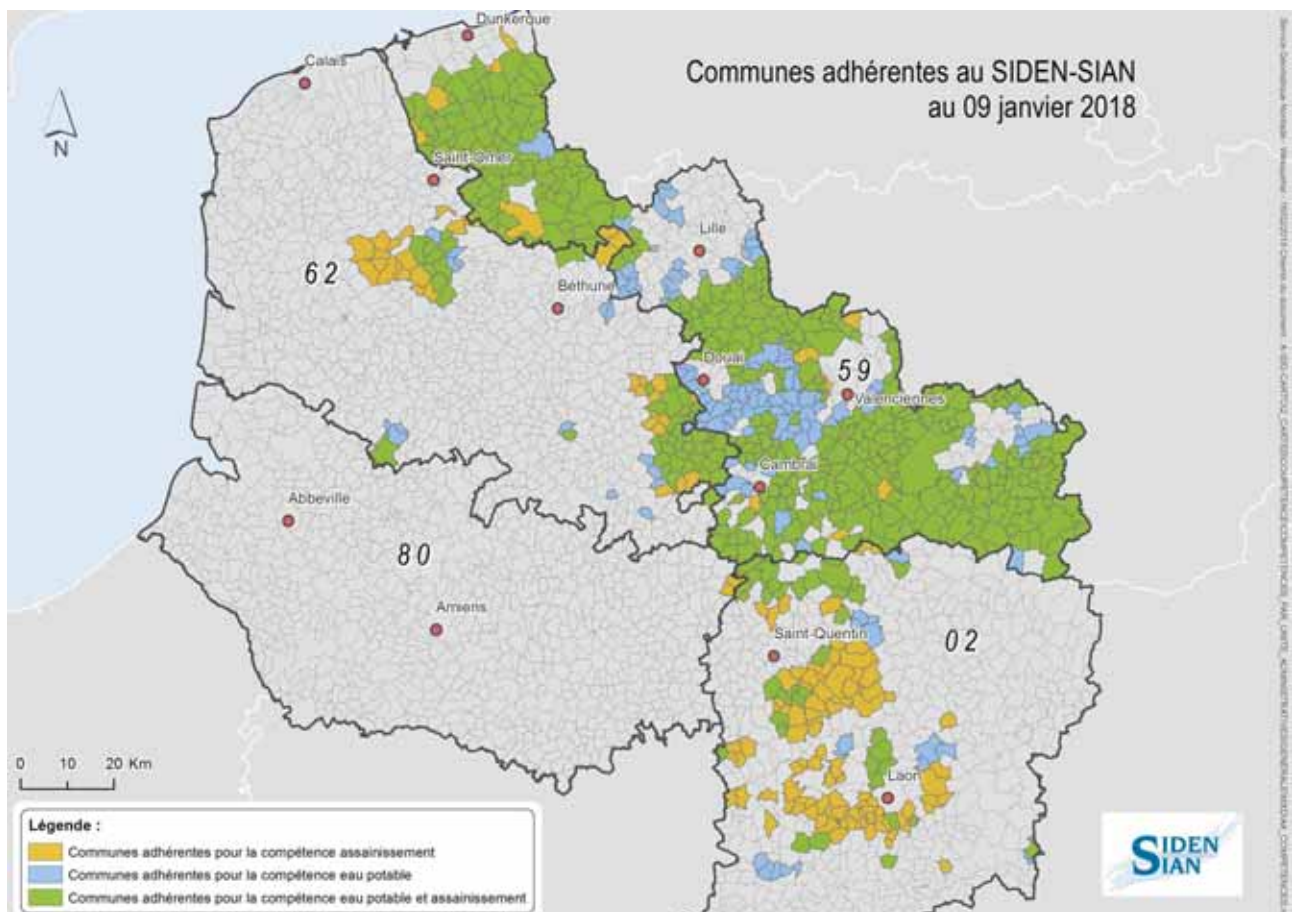 Communes adhérentes au SIDEN-SIAN
au 09 janvier 2018
Dunkerque
Calais
N
Saint-Omer
Lille
62
Béthune
Douai
59
Valenciennes
Cambrai
Abbeville
80
Amiens
Saint-Quentin
02
Laon
0 10 20 Km
Légende :
Communes adhérentes pour la compétence assainissement
Communes adhérentes pour la compétence eau potable
Communes adhérentes pour la compétence eau potable et assainissement
SIDEN
SIAN